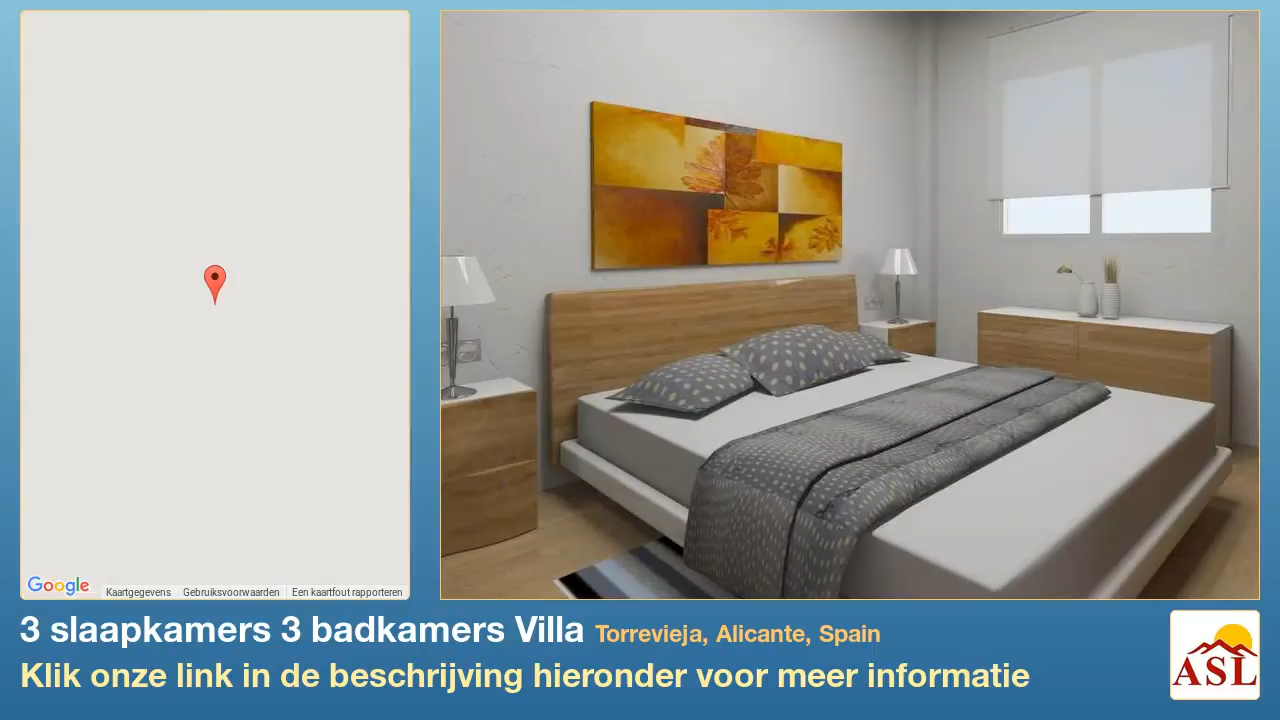 Google
Kaartgegevens Gebruiksvoorwaarden Een kaartfout rapporteren
3 slaapkamers 3 badkamers Villa Torrevieja, Alicante, Spain
Klik onze link in de beschrijving hieronder voor meer informatie
ASL